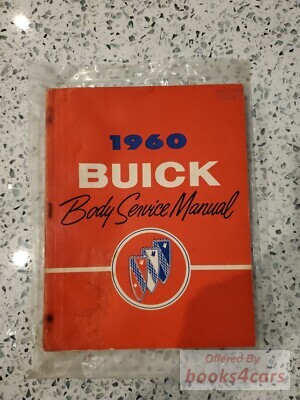 1960
BUICK
Body Service Manual
Offered By
books4cars